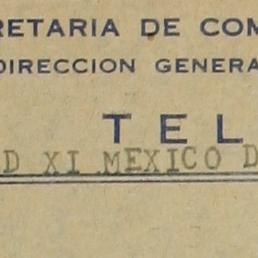 RETARIA DE COM
DIRECCION GENERA
TEL
D XI MEXICO D